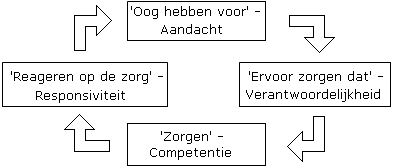 'Oog hebben voor' –
Aandacht
'Ervoor zorgen dat' –
Verantwoordelijkheid
'Zorgen' –
Competentie
'Reageren op de zorg' –
Responsiviteit